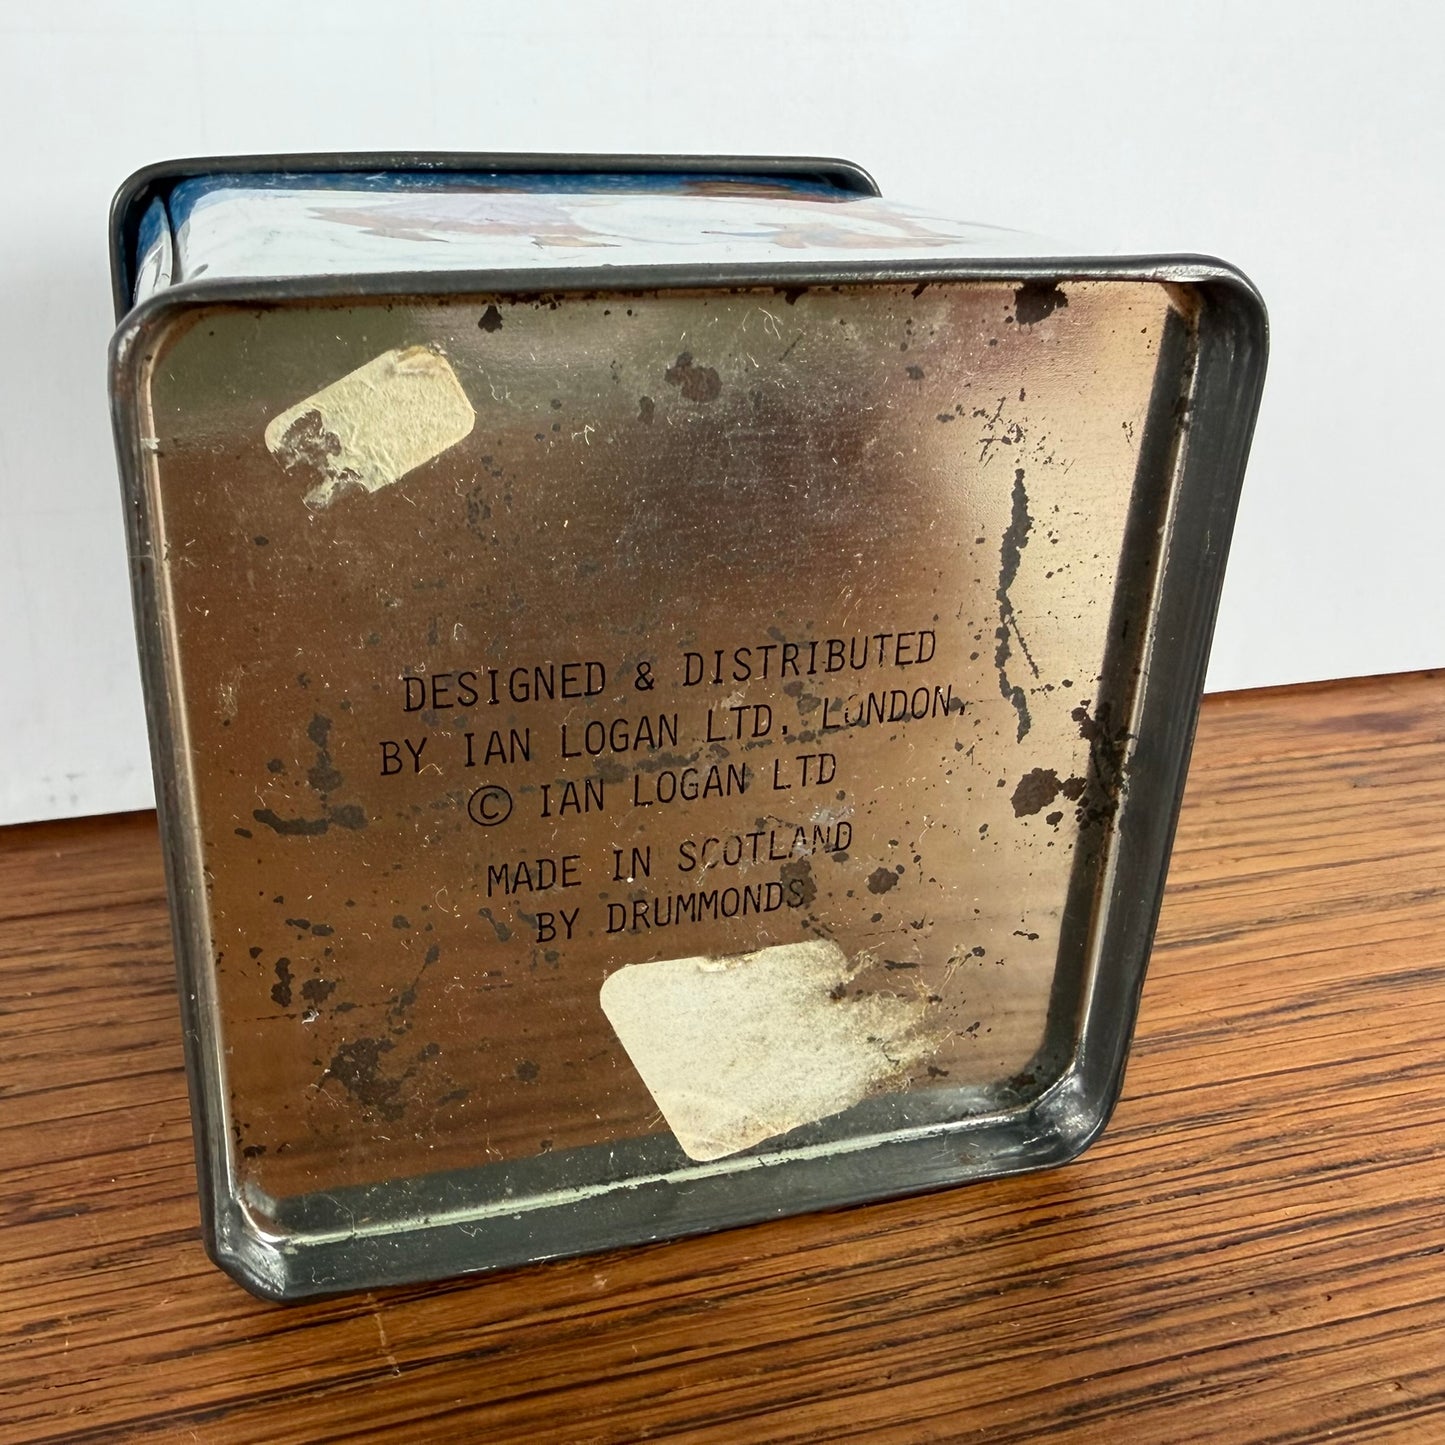 DESIGNED & DISTRIBUTED
BY IAN LOGAN LTD, LONDON,
© IAN LOGAN LTD
MADE IN SCOTLAND
BY DRUMMONDS